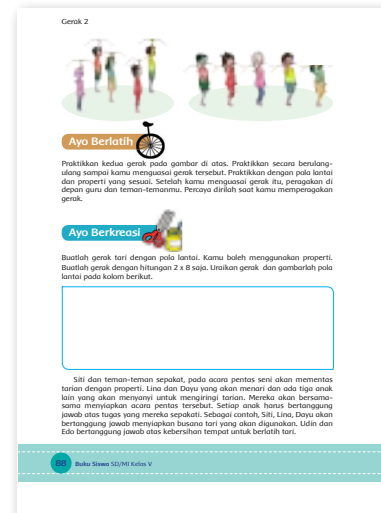 Gerak 2
Ayo Berlatih
Praktikkan kedua gerak pada gambar di atas. Praktikkan secara berulang-
ulang sampai kamu menguasai gerak tersebut. Praktikkan dengan pola lantai
dan properti yang sesuai. Setelah kamu menguasai gerak itu, peragakan di
depan guru dan teman-temanmu. Percaya dirilah saat kamu memperagakan
gerak.
Ayo Berkreasi
Buatlah gerak tari dengan pola lantai. Kamu boleh menggunakan properti.
Buatlah gerak dengan hitungan 2 x 8 saja. Uraikan gerak dan gambarlah pola
lantai pada kolom berikut.
Siti dan teman-teman sepakat, pada acara pentas seni akan mementas
tarian dengan properti. Lina dan Dayu yang akan menari dan ada tiga anak
lain yang akan menyanyi untuk mengiringi tarian. Mereka akan bersama-
sama menyiapkan acara pentas tersebut. Setiap anak harus bertanggung
jawab atas tugas yang mereka sepakati. Sebagai contoh, Siti, Lina, Dayu akan
bertanggung jawab menyiapkan busana tari yang akan digunakan. Udin dan
Edo bertanggung jawab atas kebersihan tempat untuk berlatih tari.
88 Buku Siswa SD/MI Kelas V